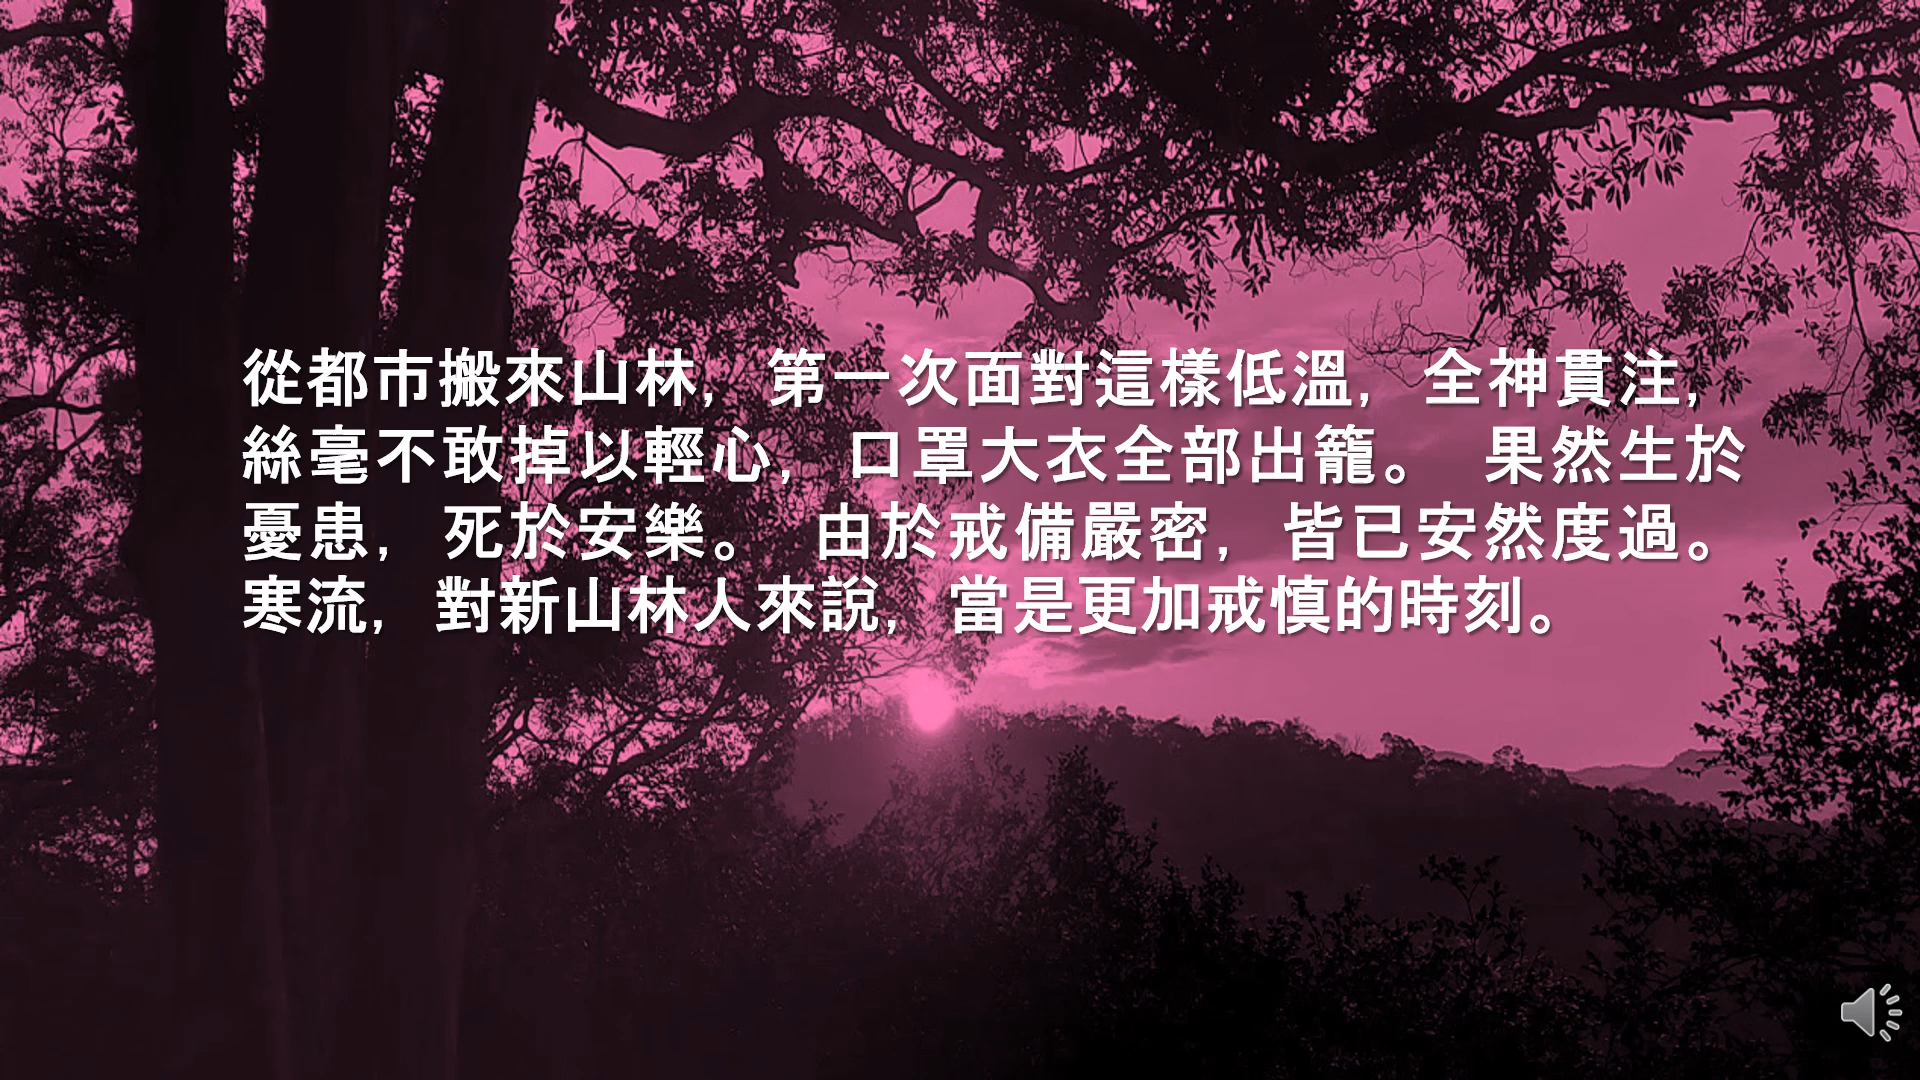 從都市搬來山林, 第一次面對這樣低溫, 全神貫注,
絲毫不敢掉以輕心, 口罩大衣全部出籠。 果然生於
憂患, 死於安樂。 由於戒備嚴密, 皆已安然度過。
寒流, 對新山林人來說, 當是更加戒慎的時刻。